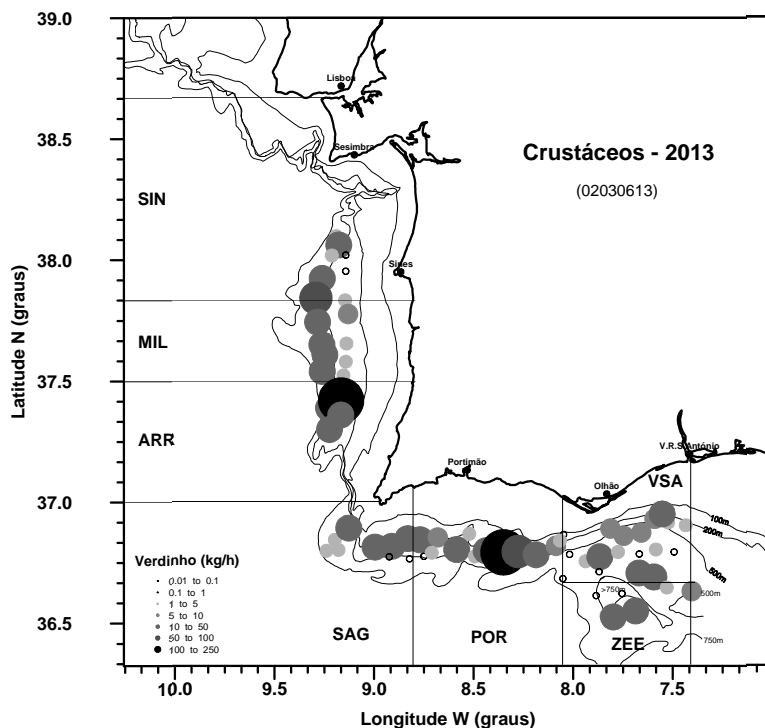 39.0
Lisboa
38.5
Sesimbra
Crustáceos - 2013
(02030613)
SIN
38.0
Sines
Latitude N (graus)
MIL
37.5
ARR
Portimão
V.R.S.António
Olhão
VSA
37.0
100m
200m
500m
Verdinho (kg/h)
0.01 to 0.1
0.1 to 1
1 to 5
5 to 10
10 to 50
50 to 100
100 to 250
>750m
500m
36.5
SAG
POR
ZEE
750m
10.0
9.5
9.0
8.5
8.0
7.5
Longitude W (graus)